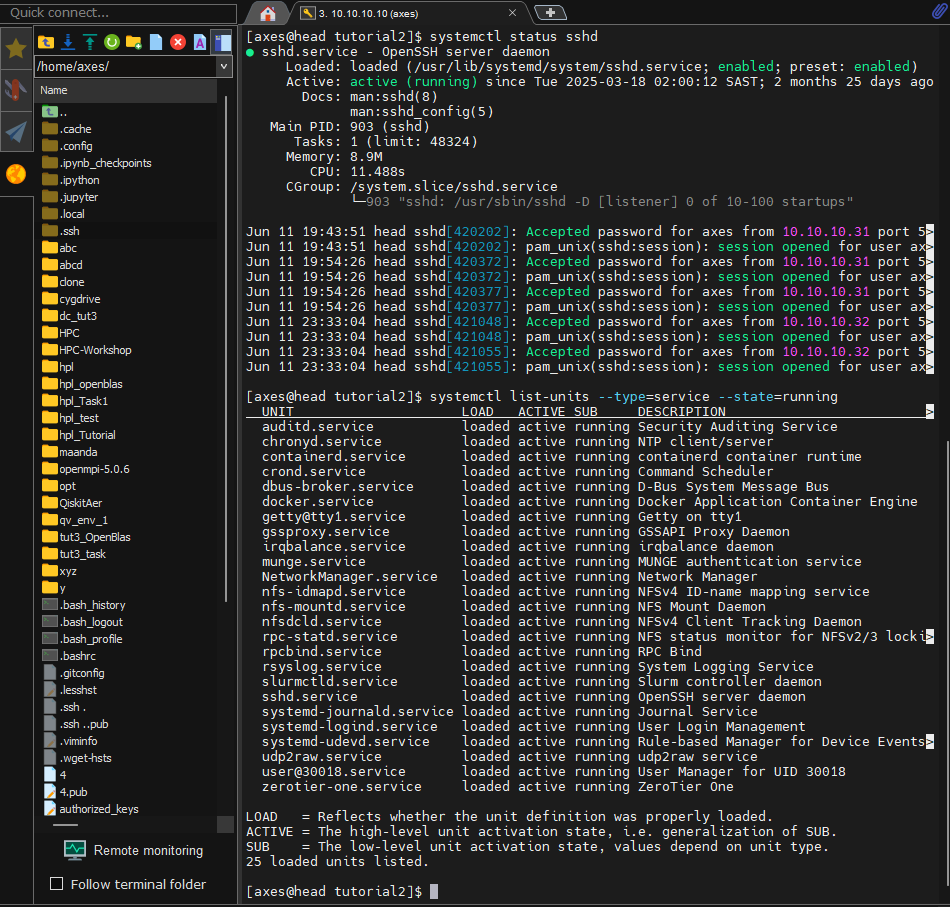 Quick connect...
3. 10.10.10.10 (axes)
/home/axes/
Name
..
.cache
.config
.ipynb_checkpoints
.ipython
.jupyter
.local
.ssh
abc
abcd
clone
cygdrive
dc_tut3
HPC
HPC-Workshop
hpl
hpl_openblas
hpl_Task1
hpl_test
hpl_Tutorial
maanda
openmpi-5.0.6
opt
QiskitAer
qv_env_1
tut3_OpenBlas
tut3_task
xyz
y
.bash_history
.bash_logout
.bash_profile
.bashrc
.gitconfig
.lesshst
.ssh .
.ssh ..pub
.viminfo
.wget-hsts
4
4.pub
authorized_keys
Remote monitoring
Follow terminal folder
[axes@head tutorial2]$ systemctl status sshd
● sshd.service - OpenSSH server daemon
Loaded: loaded (/usr/lib/systemd/system/sshd.service; enabled; preset: enabled)
Active: active (running) since Tue 2025-03-18 02:00:12 SAST; 2 months 25 days ago
Docs: man:sshd(8)
man:sshd_config(5)
Main PID: 903 (sshd)
Tasks: 1 (limit: 48324)
Memory: 8.9M
CPU: 11.488s
CGroup: /system.slice/sshd.service
└─903 "sshd: /usr/sbin/sshd -D [listener] 0 of 10-100 startups"
Jun 11 19:43:51 head sshd[420202]: Accepted password for axes from 10.10.10.31 port 5>
Jun 11 19:43:51 head sshd[420202]: pam_unix(sshd:session): session opened for user ax>
Jun 11 19:54:26 head sshd[420372]: Accepted password for axes from 10.10.10.31 port 5>
Jun 11 19:54:26 head sshd[420372]: pam_unix(sshd:session): session opened for user ax>
Jun 11 19:54:26 head sshd[420377]: Accepted password for axes from 10.10.10.31 port 5>
Jun 11 19:54:26 head sshd[420377]: pam_unix(sshd:session): session opened for user ax>
Jun 11 23:33:04 head sshd[421048]: Accepted password for axes from 10.10.10.32 port 5>
Jun 11 23:33:04 head sshd[421048]: pam_unix(sshd:session): session opened for user ax>
Jun 11 23:33:04 head sshd[421055]: Accepted password for axes from 10.10.10.32 port 5>
Jun 11 23:33:04 head sshd[421055]: pam_unix(sshd:session): session opened for user ax>
[axes@head tutorial2]$ systemctl list-units --type=service --state=running
UNIT LOAD ACTIVE SUB DESCRIPTION >
auditd.service loaded active running Security Auditing Service
chronyd.service loaded active running NTP client/server
containerd.service loaded active running containerd container runtime
crond.service loaded active running Command Scheduler
dbus-broker.service loaded active running D-Bus System Message Bus
docker.service loaded active running Docker Application Container Engine
getty@tty1.service loaded active running Getty on tty1
gssproxy.service loaded active running GSSAPI Proxy Daemon
irqbalance.service loaded active running irqbalance daemon
munge.service loaded active running MUNGE authentication service
NetworkManager.service loaded active running Network Manager
nfs-idmapd.service loaded active running NFSv4 ID-name mapping service
nfs-mountd.service loaded active running NFS Mount Daemon
nfsdcld.service loaded active running NFSv4 Client Tracking Daemon
rpc-statd.service loaded active running NFS status monitor for NFSv2/3 locki>
rpcbind.service loaded active running RPC Bind
rsyslog.service loaded active running System Logging Service
slurmctld.service loaded active running Slurm controller daemon
sshd.service loaded active running OpenSSH server daemon
systemd-journald.service loaded active running Journal Service
systemd-logind.service loaded active running User Login Management
systemd-udevd.service loaded active running Rule-based Manager for Device Events>
udp2raw.service loaded active running udp2raw service
user@30018.service loaded active running User Manager for UID 30018
zerotier-one.service loaded active running ZeroTier One
LOAD = Reflects whether the unit definition was properly loaded.
ACTIVE = The high-level unit activation state, i.e. generalization of SUB.
SUB = The low-level unit activation state, values depend on unit type.
25 loaded units listed.
[axes@head tutorial2]$